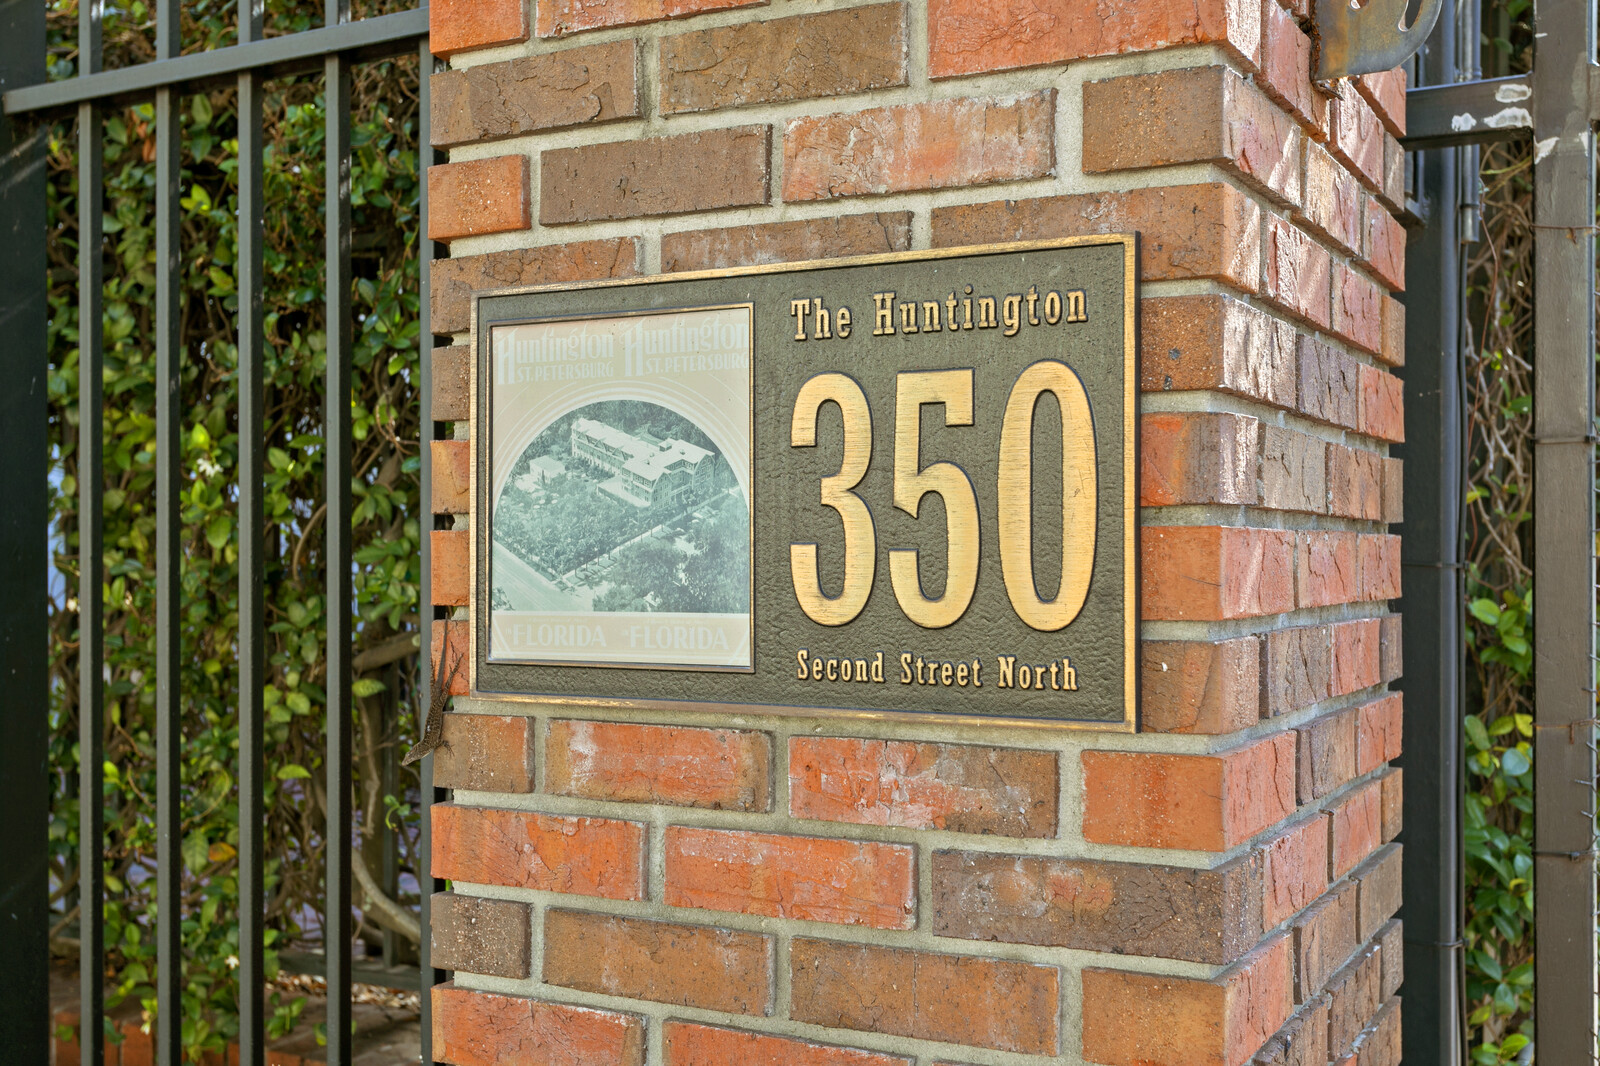 Huntington Huntington
ST. PETERSBURG ST. PETERSBURG
FLORIDA FLORIDA
The Huntington
350
Second Street North